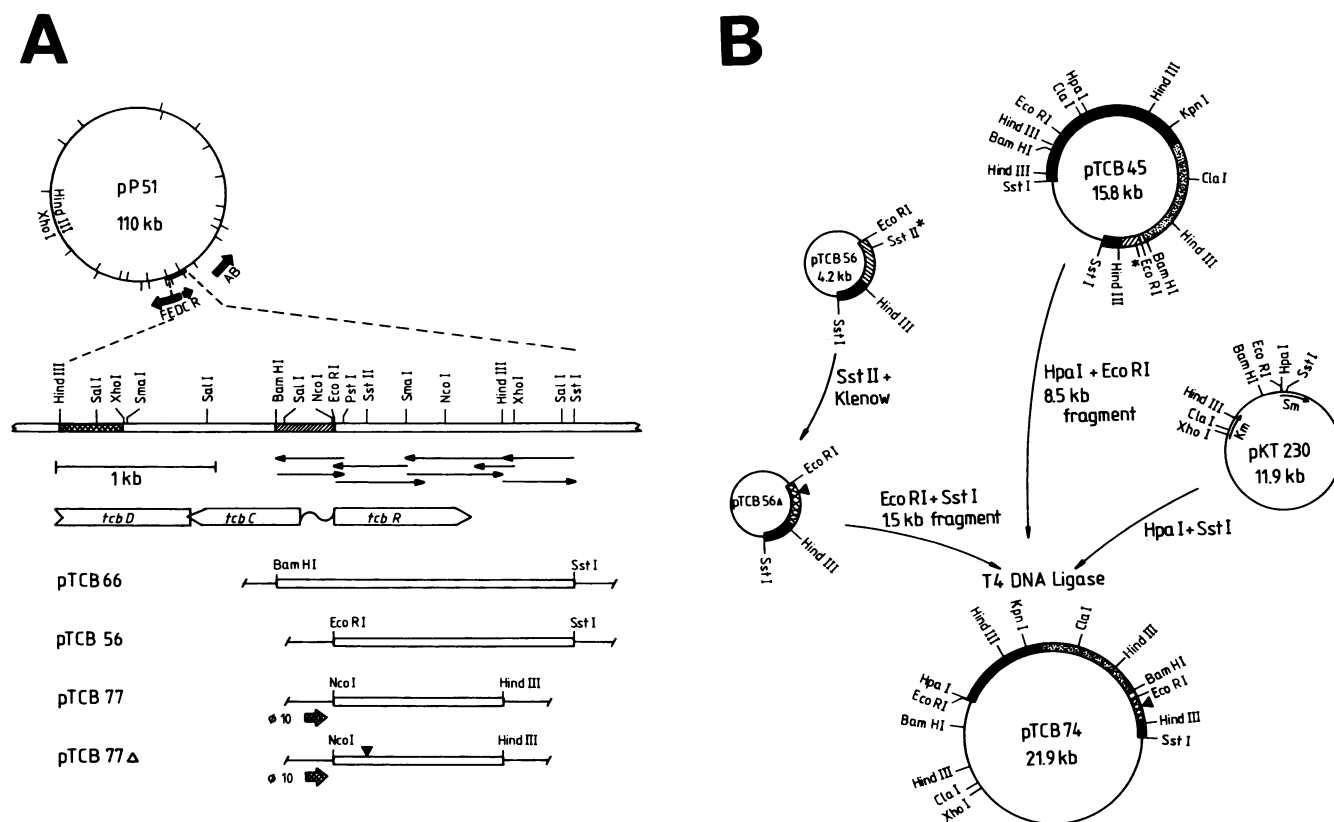 A
pP51
110 kb
Hind III
Xho I
AB
FEDC R
Hind III
Sal I
Xho I
Sma I
Sal I
Bam HI
Sal I
Nco I
Eco RI
Pst I
Sst II
Sma I
Nco I
Hind III
Xho I
Sal I
Sst I
1 kb
tcb D
tcb C
tcb R
pTCB 66
Bam HI
Sst I
pTCB 56
Eco RI
Sst I
pTCB 77
Nco I
Hind III
ø 10
pTCB 77 Δ
Nco I
Hind III
ø 10
B
Hpa I
Cla I
Eco RI
Hind III
Bam HI
Hind III
Sst I
Hind III
Kpn I
Cla I
Hind III
Bam HI
Eco RI
*
Hind III
Sst I
pTCB 45
15.8 kb
Eco RI
Sst II*
pTCB 56
4.2 kb
Hind III
Sst I
Sst II +
Klenow
Hpa I + Eco RI
8.5 kb
fragment
Hpa I
Sst I
Eco RI
Bam HI
Sm
Hind III
Cla I
Xho I
Km
pKT 230
11.9 kb
Eco RI
pTCB 56▲
Hind III
Sst I
Eco RI + Sst I
1.5 kb fragment
Hpa I + Sst I
T4 DNA Ligase
Kpn I
Hind III
Cla I
Hind III
Bam HI
Eco RI
Hpa I
Eco RI
Bam HI
Hind III
Sst I
pTCB 74
21.9 kb
Hind III
Cla I
Xho I